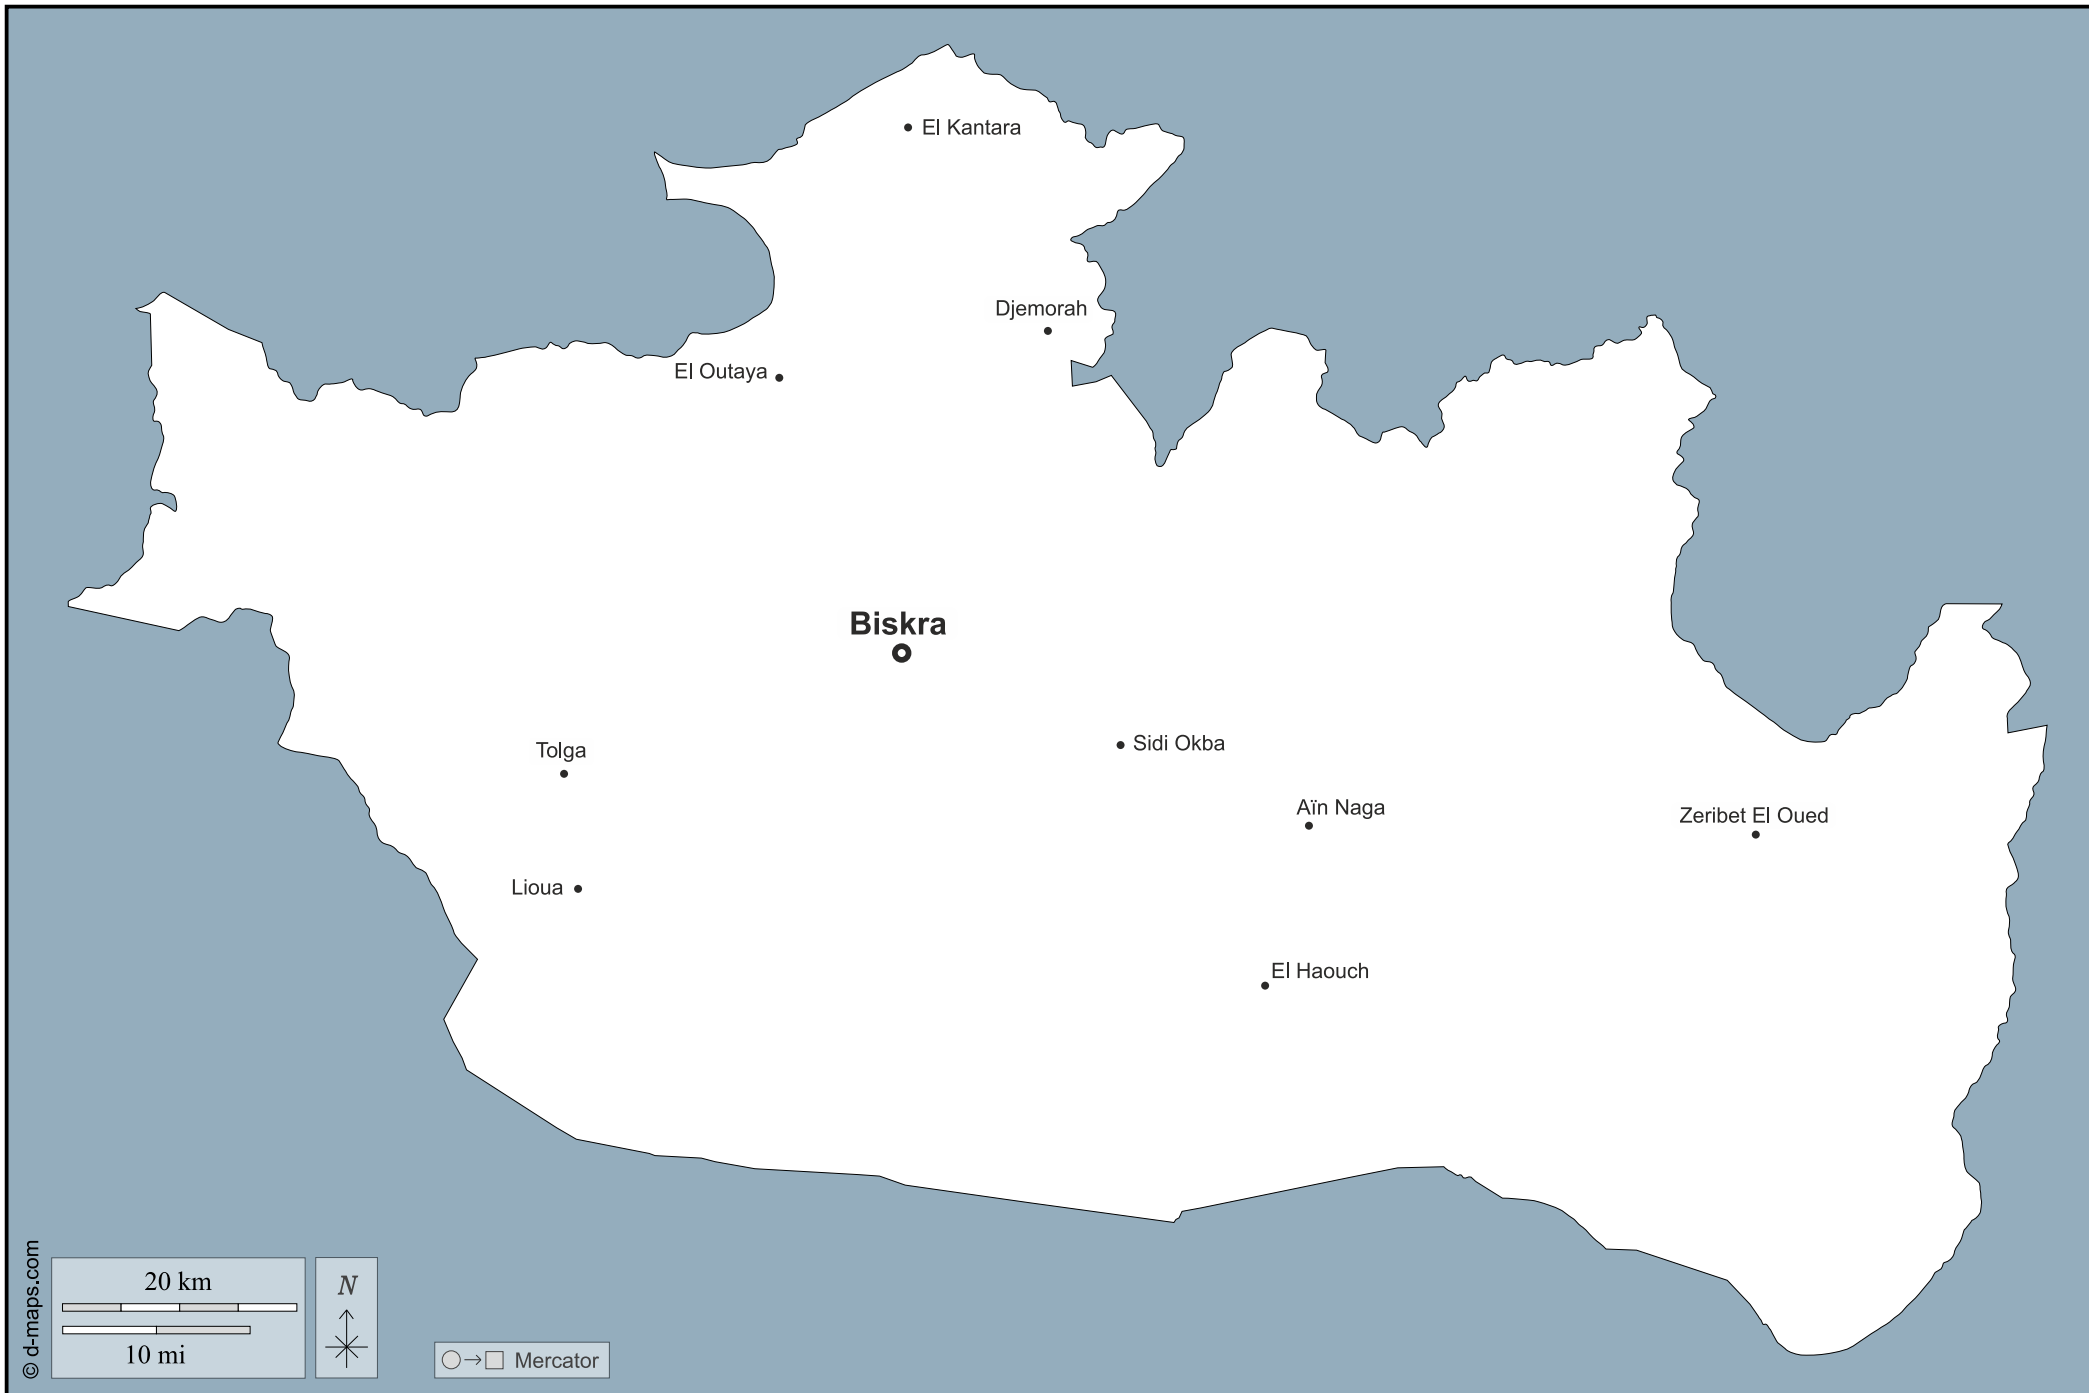 El Kantara
Djemorah
El Outaya
Biskra
Sidi Okba
Tolga
Aïn Naga
Zeribet El Oued
Lioua
El Haouch
20 km
10 mi
N
Mercator
© d-maps.com